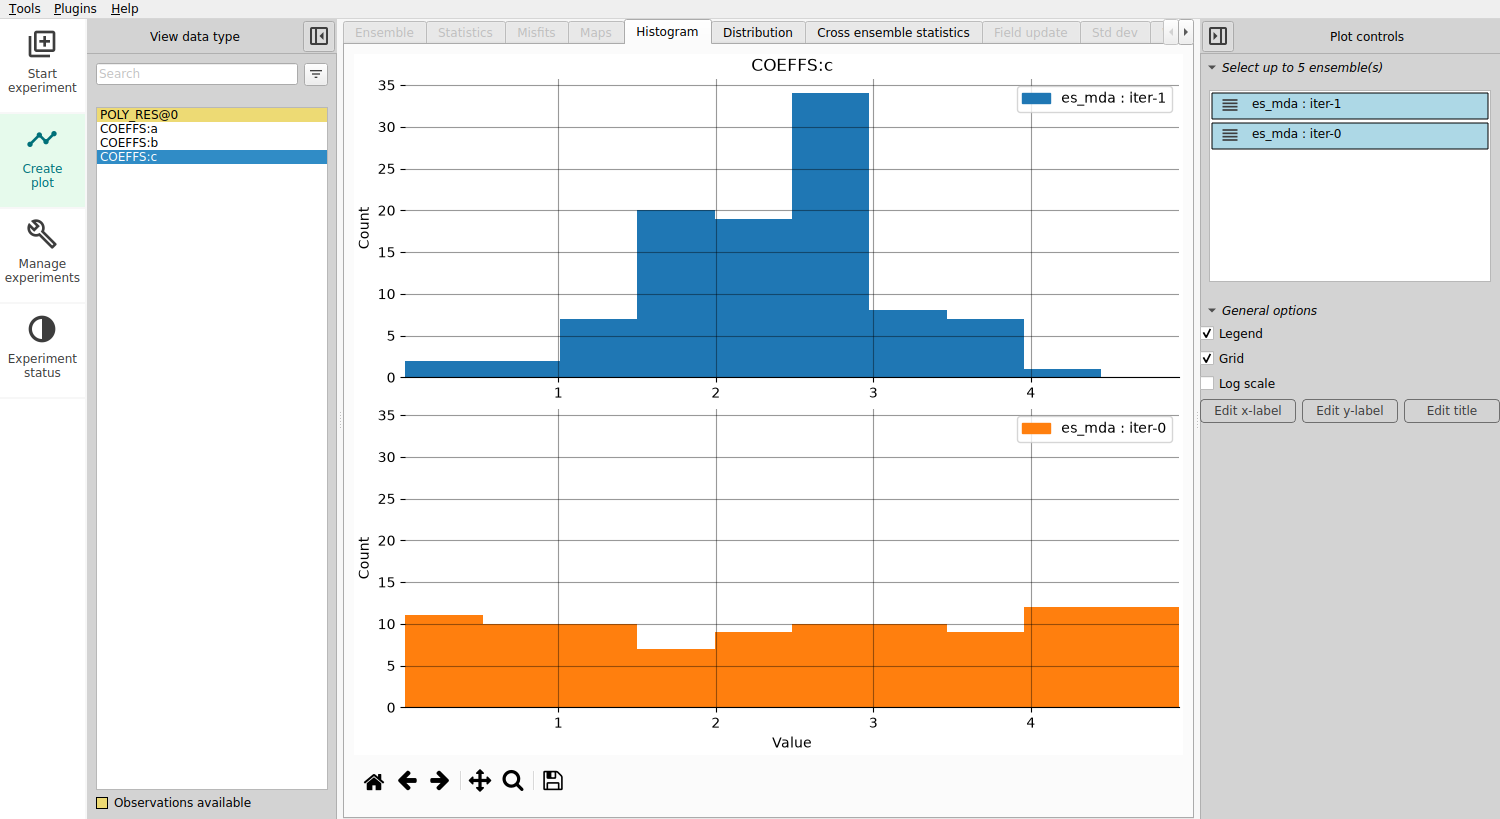 Tools Plugins Help
Start
experiment
Create
plot
Manage
experiments
Experiment
status
View data type
Search
POLY_RES@0
COEFFS:a
COEFFS:b
COEFFS:c
Observations available
Ensemble Statistics Misfits Maps Histogram Distribution Cross ensemble statistics Field update Std dev
COEFFS:c
es_mda : iter-1
Count
35
30
25
20
15
10
5
0
1 2 3 4
es_mda : iter-0
Count
35
30
25
20
15
10
5
0
1 2 3 4
Value
Plot controls
Select up to 5 ensemble(s)
es_mda : iter-1
es_mda : iter-0
General options
Legend
Grid
Log scale
Edit x-label Edit y-label Edit title